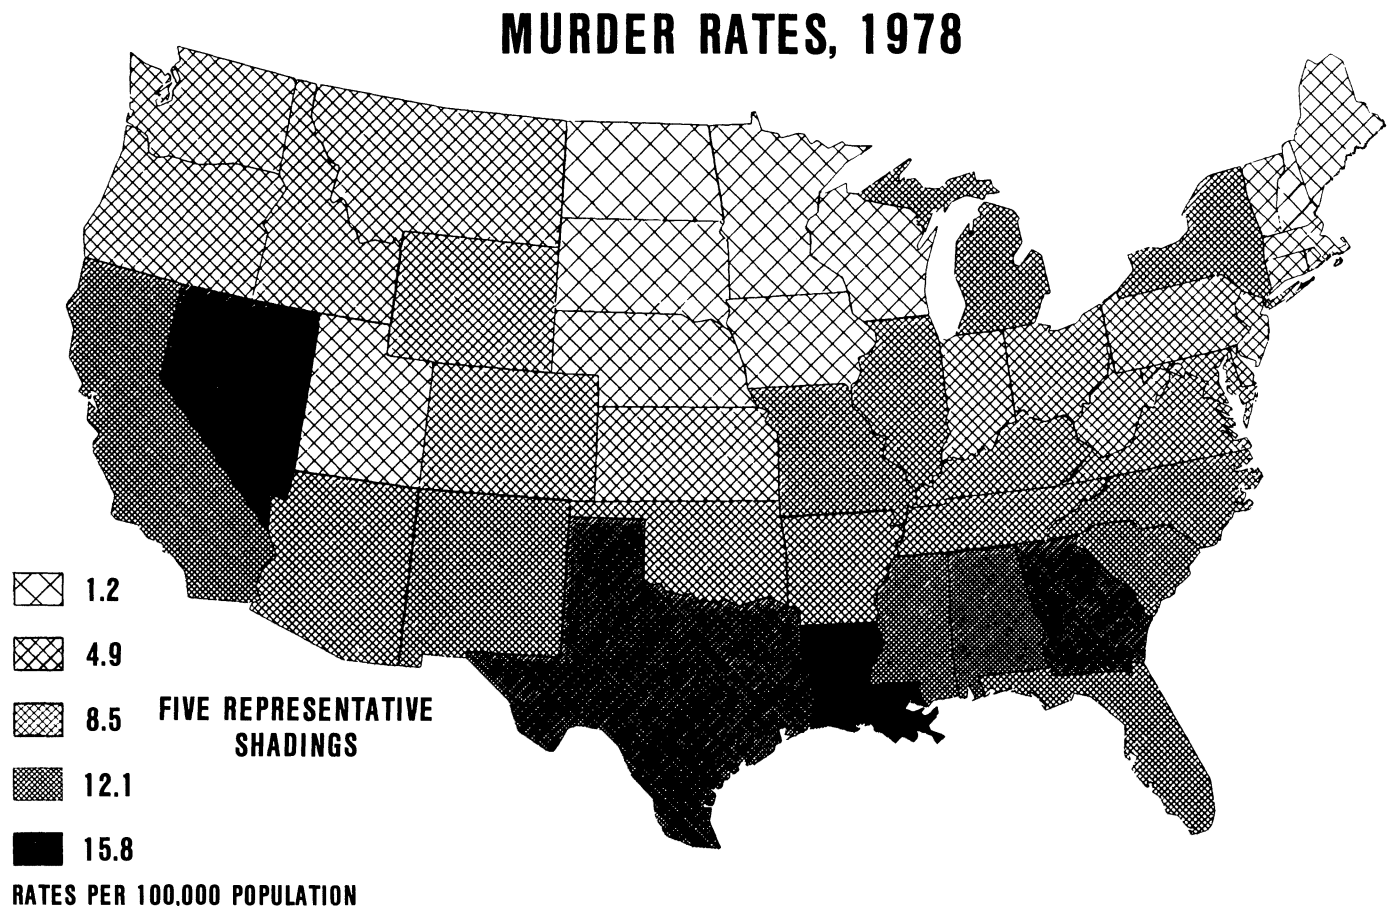 MURDER RATES, 1978
1.2
4.9
8.5
FIVE REPRESENTATIVE
SHADINGS
12.1
15.8
RATES PER 100,000 POPULATION